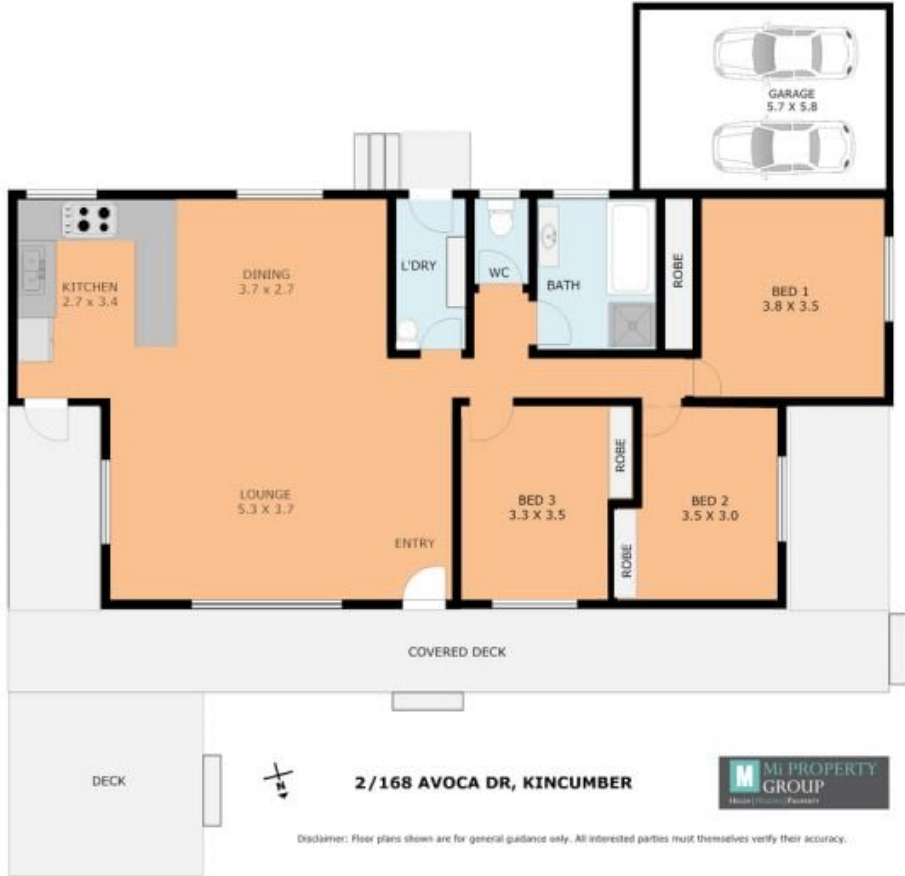 GARAGE
5.7 X 5.8
KITCHEN
2.7 x 3.4
DINING
3.7 x 2.7
L'DRY
WC
BATH
ROBE
BED 1
3.8 X 3.5
LOUNGE
5.3 X 3.7
ENTRY
BED 3
3.3 X 3.5
ROBE
ROBE
BED 2
3.5 X 3.0
COVERED DECK
DECK
N
2/168 AVOCA DR, KINCUMBER
M Mi PROPERTY
GROUP
Disclaimer: Floor plans shown are for general guidance only. All interested parties must themselves verify their accuracy.